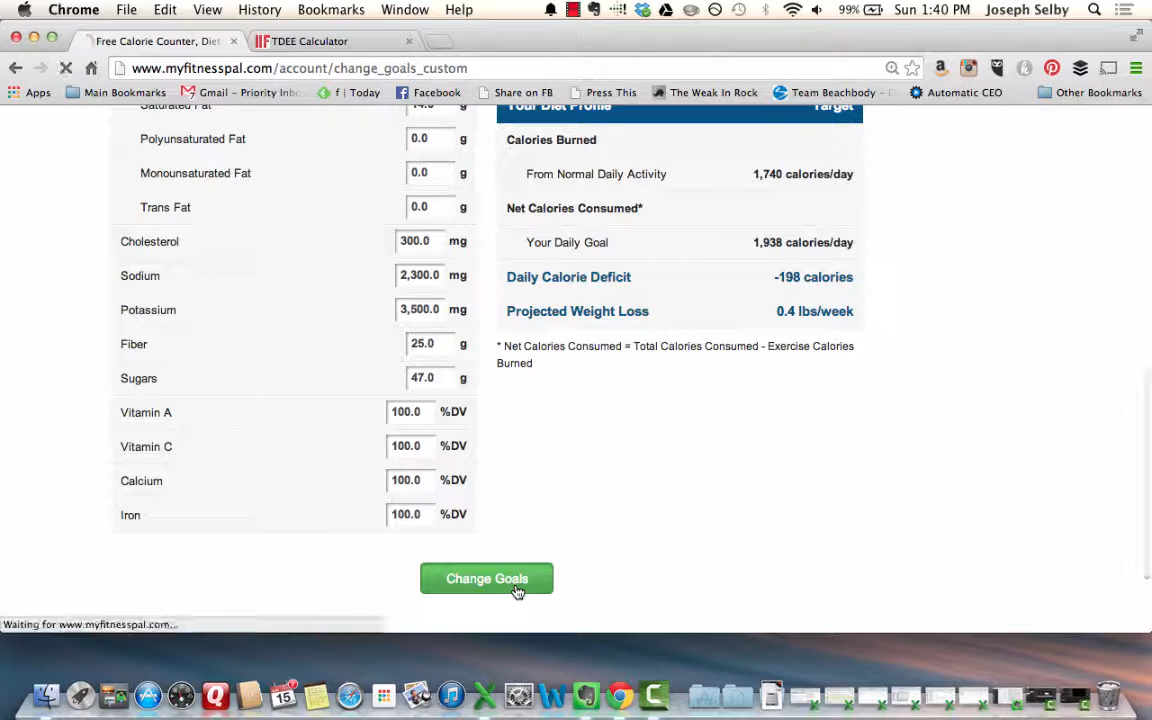 Chrome File Edit View History Bookmarks Window Help 99% Sun 1:40 PM Joseph Selby
Free Calorie Counter, Diet TDEE Calculator
www.myfitnesspal.com/account/change_goals_custom
Apps Main Bookmarks Gmail – Priority Inbo f | Today Facebook Share on FB Press This The Weak In Rock Team Beachbody – Automatic CEO Other Bookmarks
Saturated Fat g Your Diet Profile Target
Polyunsaturated Fat 0.0 g Calories Burned
Monounsaturated Fat 0.0 g From Normal Daily Activity 1,740 calories/day
Trans Fat 0.0 g Net Calories Consumed*
Cholesterol 300.0 mg Your Daily Goal 1,938 calories/day
Sodium 2,300.0 mg Daily Calorie Deficit -198 calories
Potassium 3,500.0 mg Projected Weight Loss 0.4 lbs/week
Fiber 25.0 g * Net Calories Consumed = Total Calories Consumed - Exercise Calories
Burned
Sugars 47.0 g
Vitamin A 100.0 %DV
Vitamin C 100.0 %DV
Calcium 100.0 %DV
Iron 100.0 %DV
Change Goals
Waiting for www.myfitnesspal.com...
15